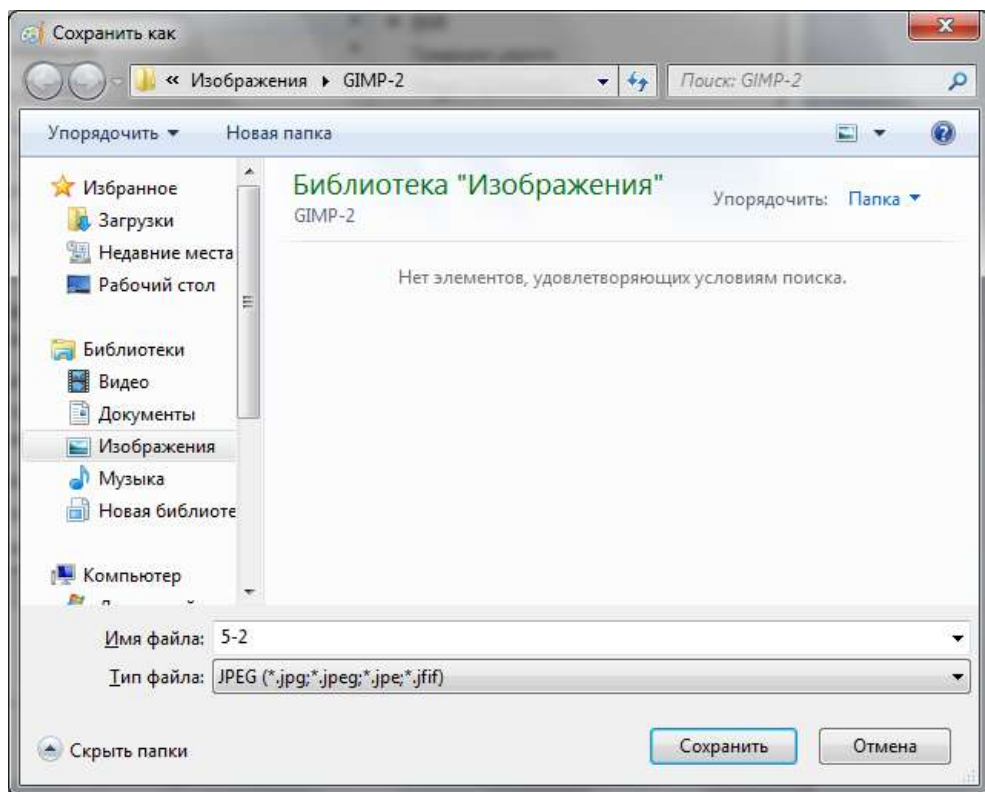 Сохранить как
« Изображения ▸ GIMP-2
Поиск: GIMP-2
Упорядочить ▾ Новая папка
Избранное
Загрузки
Недавние места
Рабочий стол
Библиотеки
Видео
Документы
Изображения
Музыка
Новая библиоте
Компьютер
Библиотека "Изображения"
GIMP-2
Упорядочить: Папка ▾
Нет элементов, удовлетворяющих условиям поиска.
Имя файла: 5-2
Тип файла: JPEG (*.jpg;*.jpeg;*.jpe;*.jfif)
Скрыть папки
Сохранить Отмена